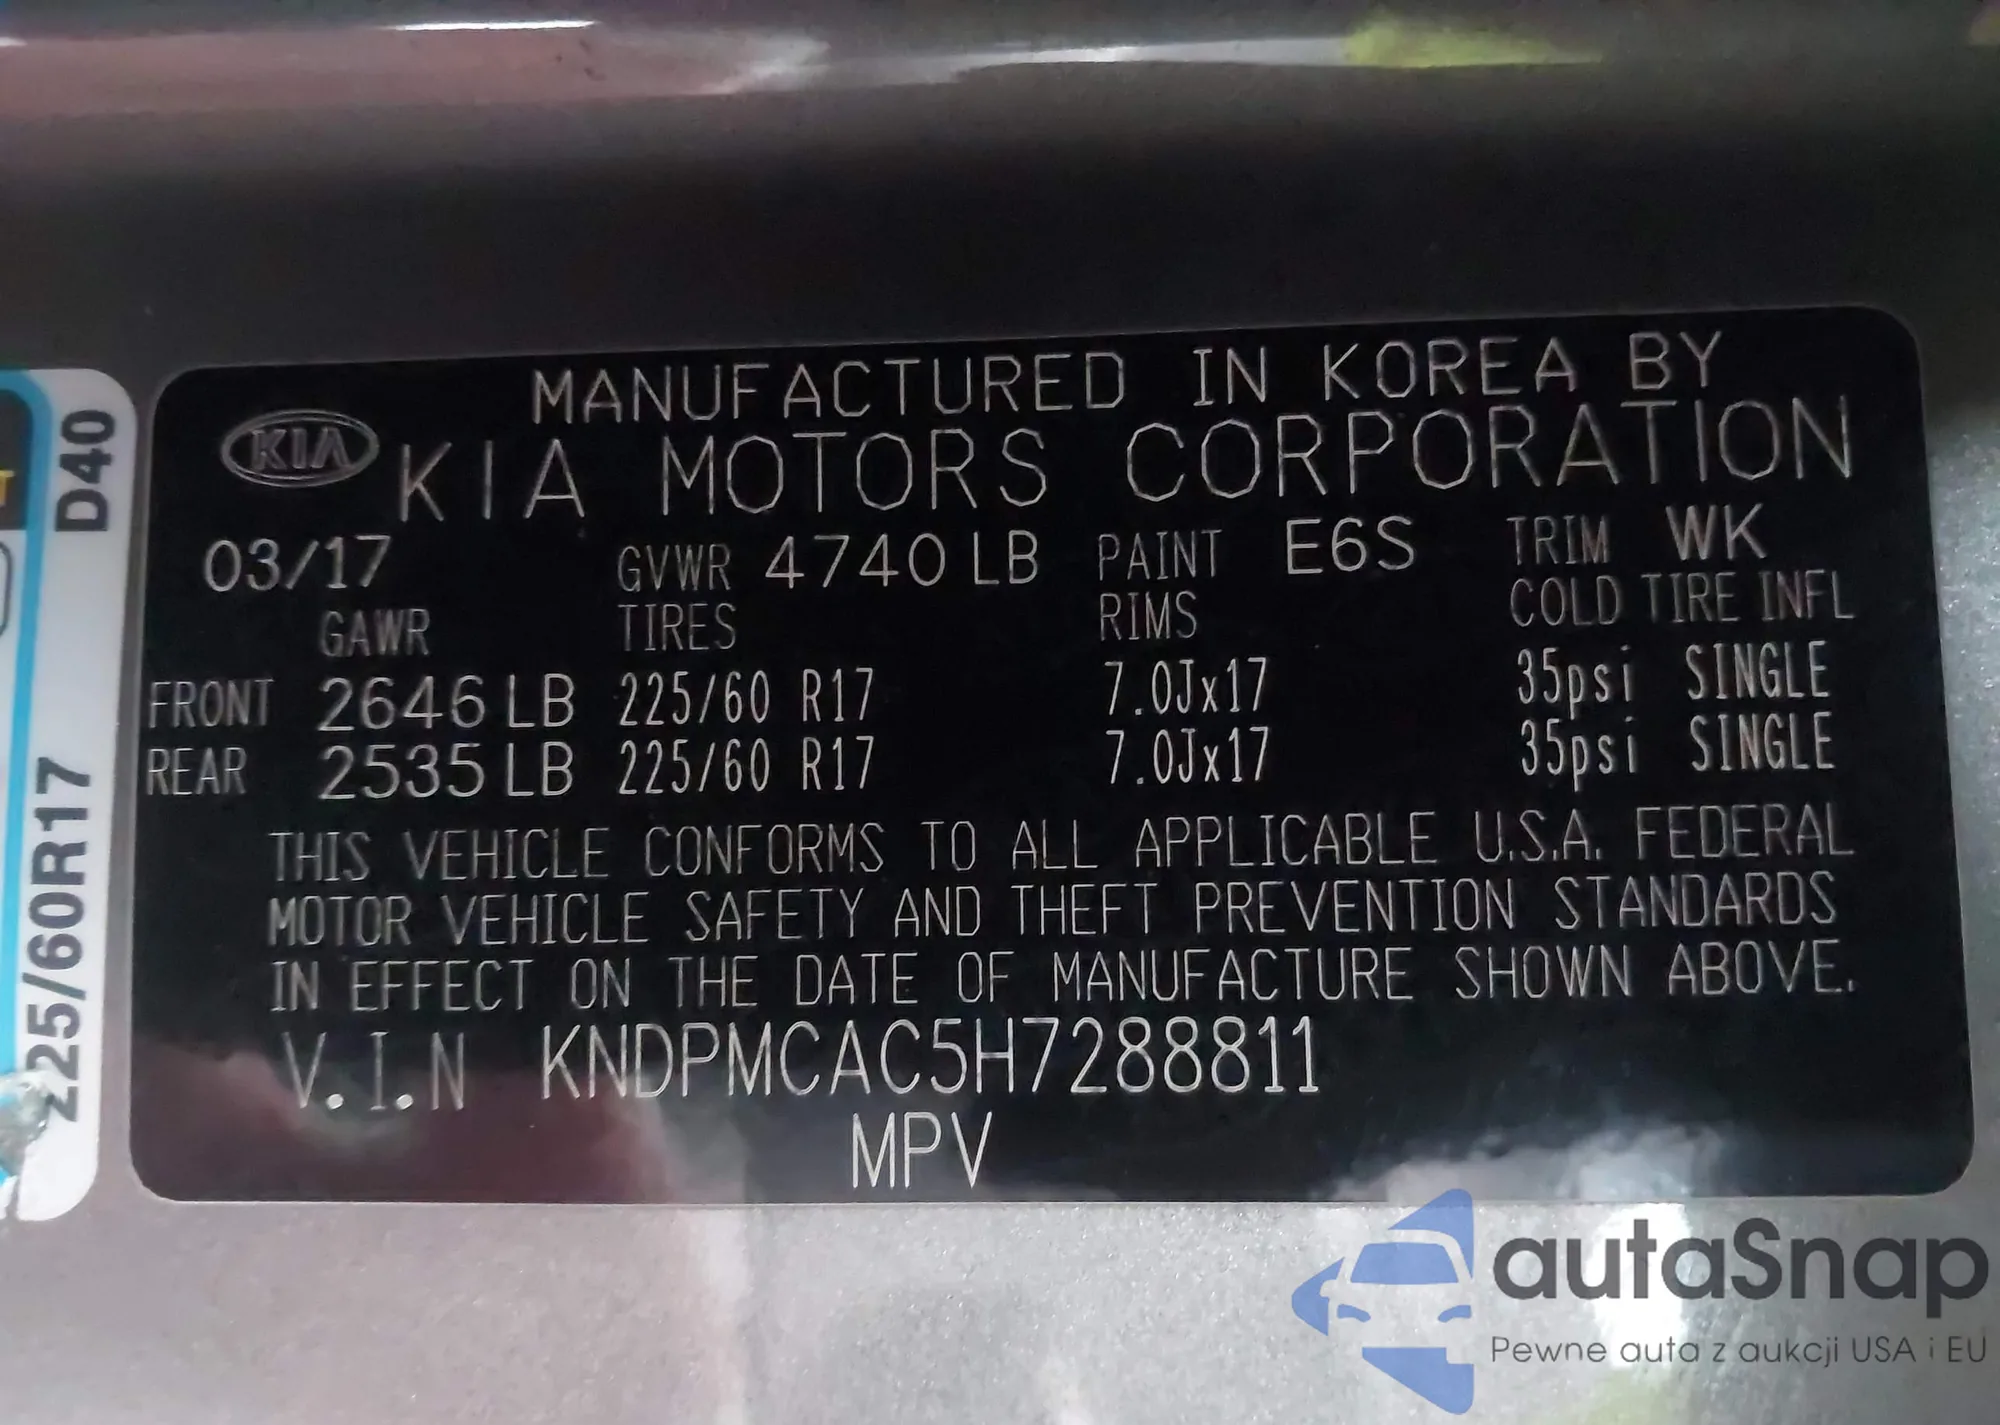 MANUFACTURED IN KOREA BY
KIA KIA MOTORS CORPORATION
03/17 GVWR 4740 LB PAINT E6S TRIM WK
GAWR TIRES RIMS COLD TIRE INFL
FRONT 2646 LB 225/60 R17 7.0Jx17 35psi SINGLE
REAR 2535 LB 225/60 R17 7.0Jx17 35psi SINGLE
THIS VEHICLE CONFORMS TO ALL APPLICABLE U.S.A. FEDERAL
MOTOR VEHICLE SAFETY AND THEFT PREVENTION STANDARDS
IN EFFECT ON THE DATE OF MANUFACTURE SHOWN ABOVE.
V.I.N KNDPMCAC5H7288811
MPV
225/60R17 D40
T
autaSnap
Pewne auta z aukcji USA i EU